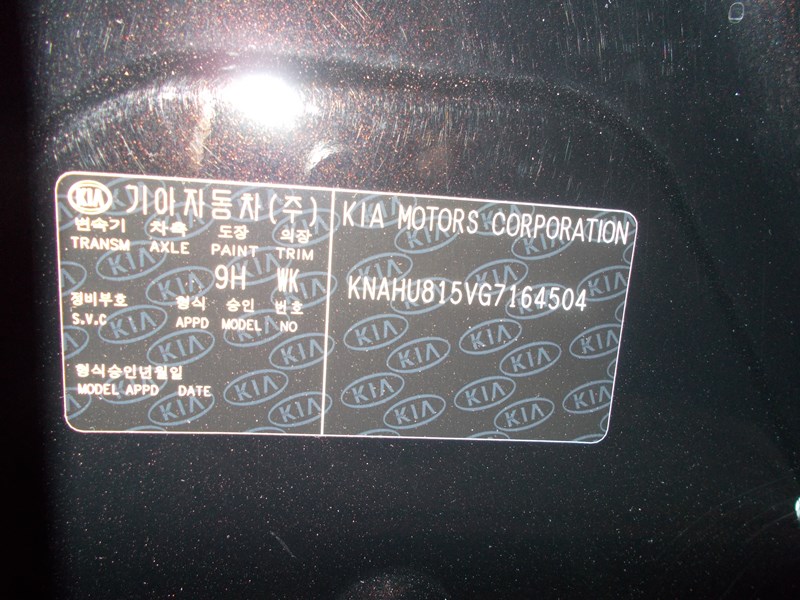 KIA 기아자동차(주)
변속기 차축 도장 의장
TRANSM AXLE PAINT TRIM
9H WK
정비부호 형식 승인 번호
S.V.C APPD MODEL NO
형식승인년월일
MODEL APPD DATE
KIA MOTORS CORPORATION
KNAHU815VG7164504